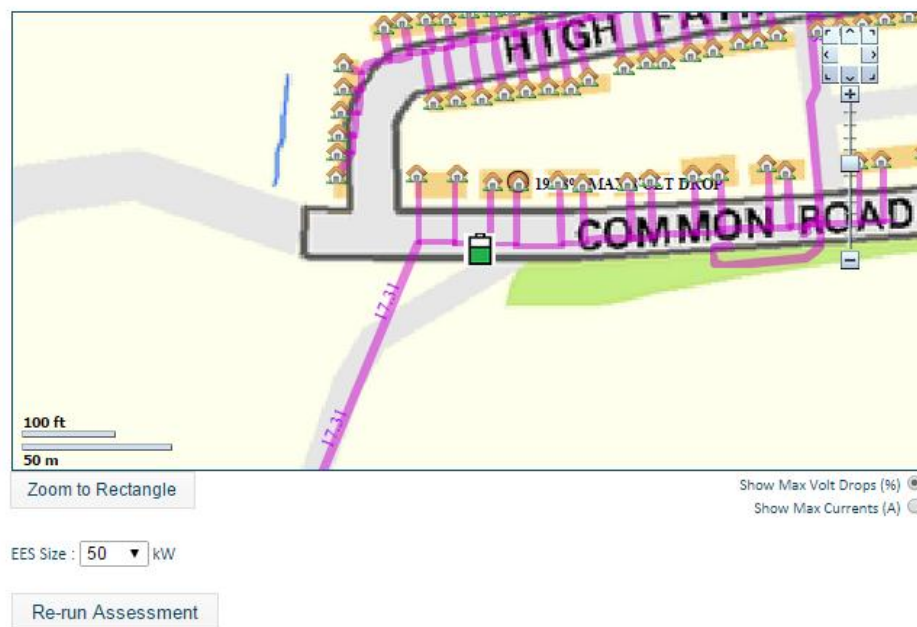 HIGH
MAX VOLT DROP
COMMON ROAD
17.31
17.31
100 ft
50 m
Zoom to Rectangle
Show Max Volt Drops (%)
Show Max Currents (A)
EES Size : 50 kW
Re-run Assessment